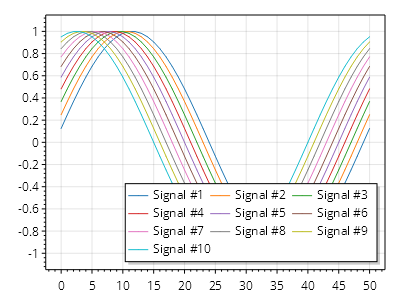 1
0.8
0.6
0.4
0.2
0
-0.2
-0.4
-0.6
-0.8
-1
Signal #1 Signal #2 Signal #3
Signal #4 Signal #5 Signal #6
Signal #7 Signal #8 Signal #9
Signal #10
0 5 10 15 20 25 30 35 40 45 50